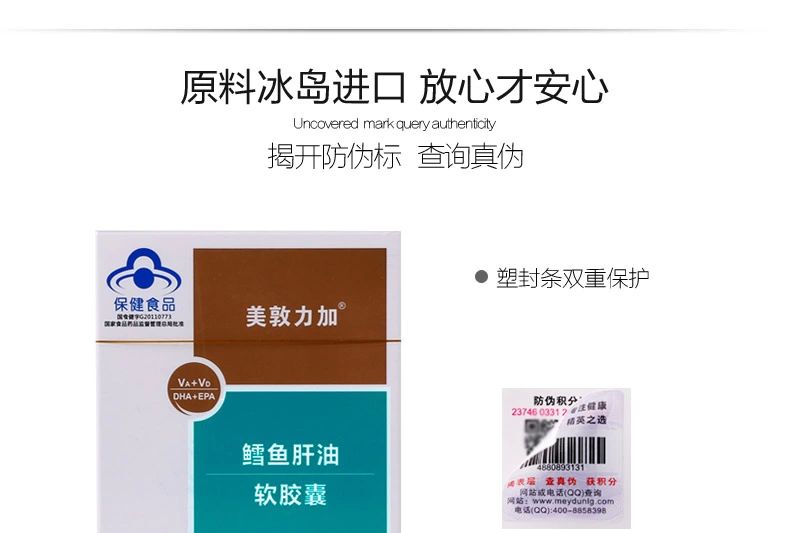 原料冰岛进口 放心才安心
Uncovered mark query authenticity
揭开防伪标 查询真伪
塑封条双重保护
保健食品
国食健字G20110773
国家食品药品监督管理总局批准
美敦力加®
VA+VD
DHA+EPA
鳕鱼肝油
软胶囊
防伪积分
专注健康
23746 0331 2
精英之选
4880893131
揭表层 查真伪 获积分
网站或电话(QQ)查询
网站：www.meydunlg.com
电话(QQ):400-8858398